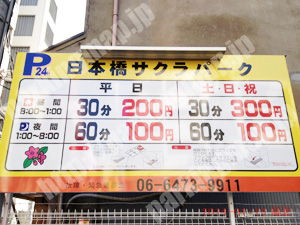 P24 日本橋サクラパーク
平日 土・日・祝
昼間 8:00〜1:00 30分 200円 30分 300円
夜間 1:00〜8:00 60分 100円 60分 100円
06-6473-9911